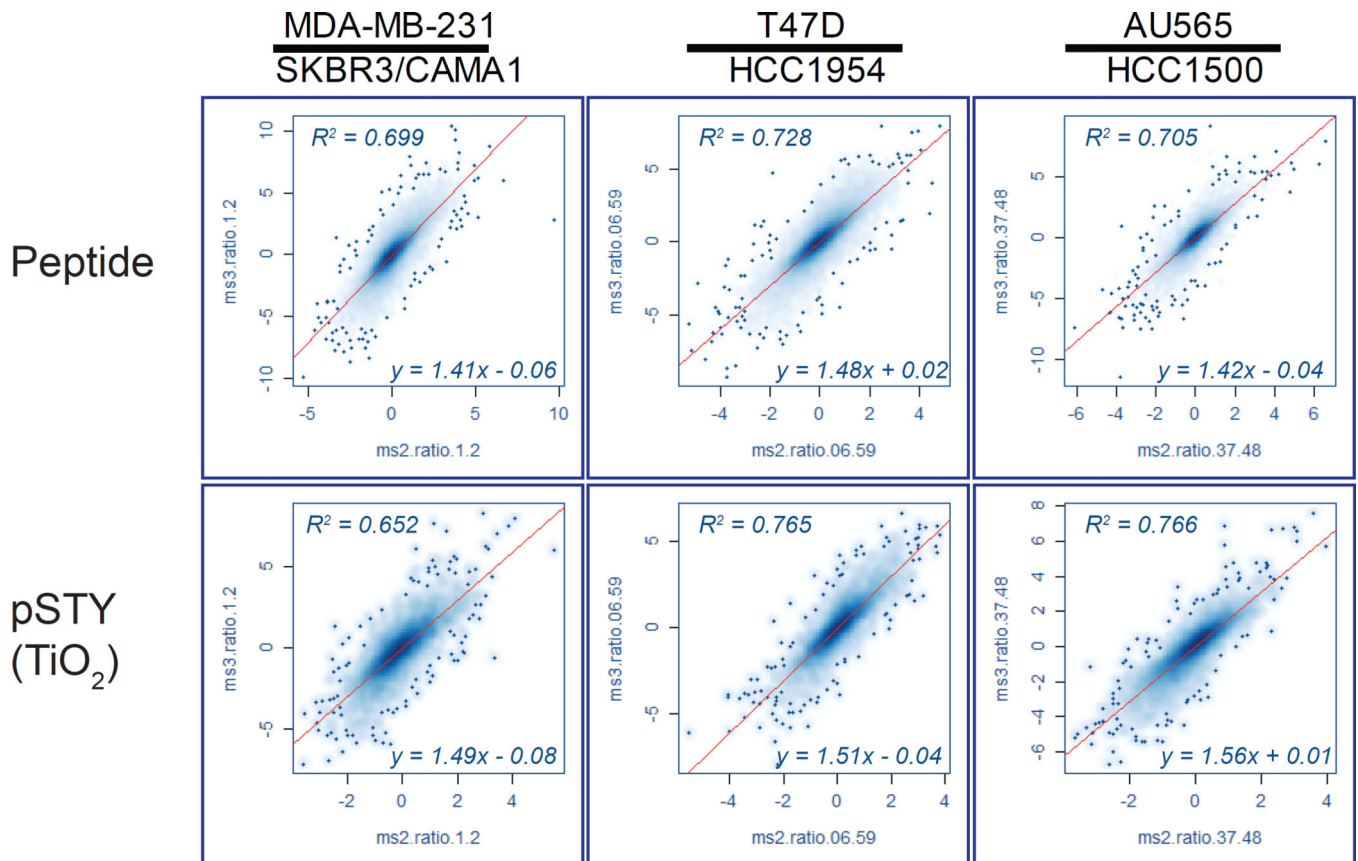 MDA-MB-231
SKBR3/CAMA1
T47D
HCC1954
AU565
HCC1500
Peptide
R² = 0.699
ms3.ratio.1.2
10
5
0
-5
-10
y = 1.41x - 0.06
-5 0 5 10
ms2.ratio.1.2
R² = 0.728
ms3.ratio.06.59
5
0
-5
y = 1.48x + 0.02
-4 -2 0 2 4
ms2.ratio.06.59
R² = 0.705
ms3.ratio.37.48
5
0
-5
-10
y = 1.42x - 0.04
-6 -4 -2 0 2 4 6
ms2.ratio.37.48
pSTY
(TiO₂)
R² = 0.652
ms3.ratio.1.2
5
0
-5
y = 1.49x - 0.08
-2 0 2 4
ms2.ratio.1.2
R² = 0.765
ms3.ratio.06.59
5
0
-5
y = 1.51x - 0.04
-4 -2 0 2 4
ms2.ratio.06.59
R² = 0.766
ms3.ratio.37.48
8
6
4
2
0
-2
-4
-6
y = 1.56x + 0.01
-2 0 2 4
ms2.ratio.37.48